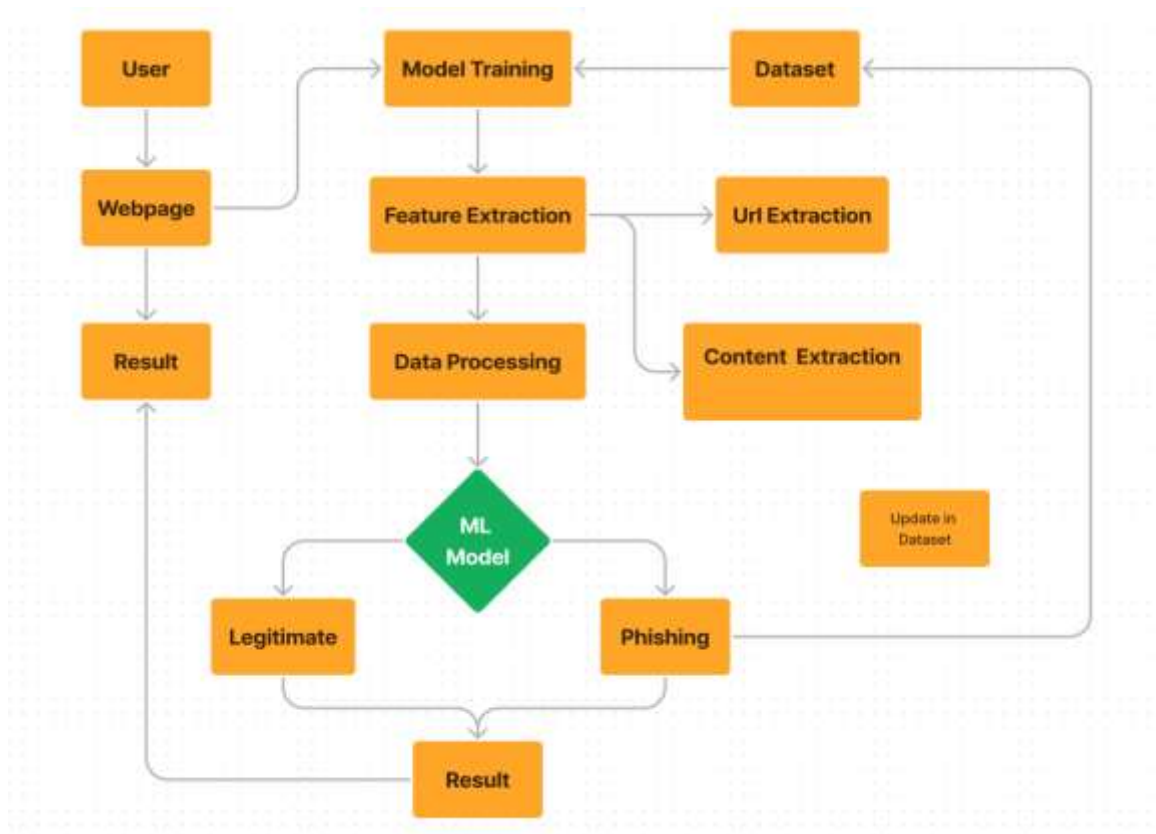 User
Model Training
Dataset
Webpage
Feature Extraction
Url Extraction
Result
Data Processing
Content Extraction
ML
Model
Update in
Dataset
Legitimate
Phishing
Result